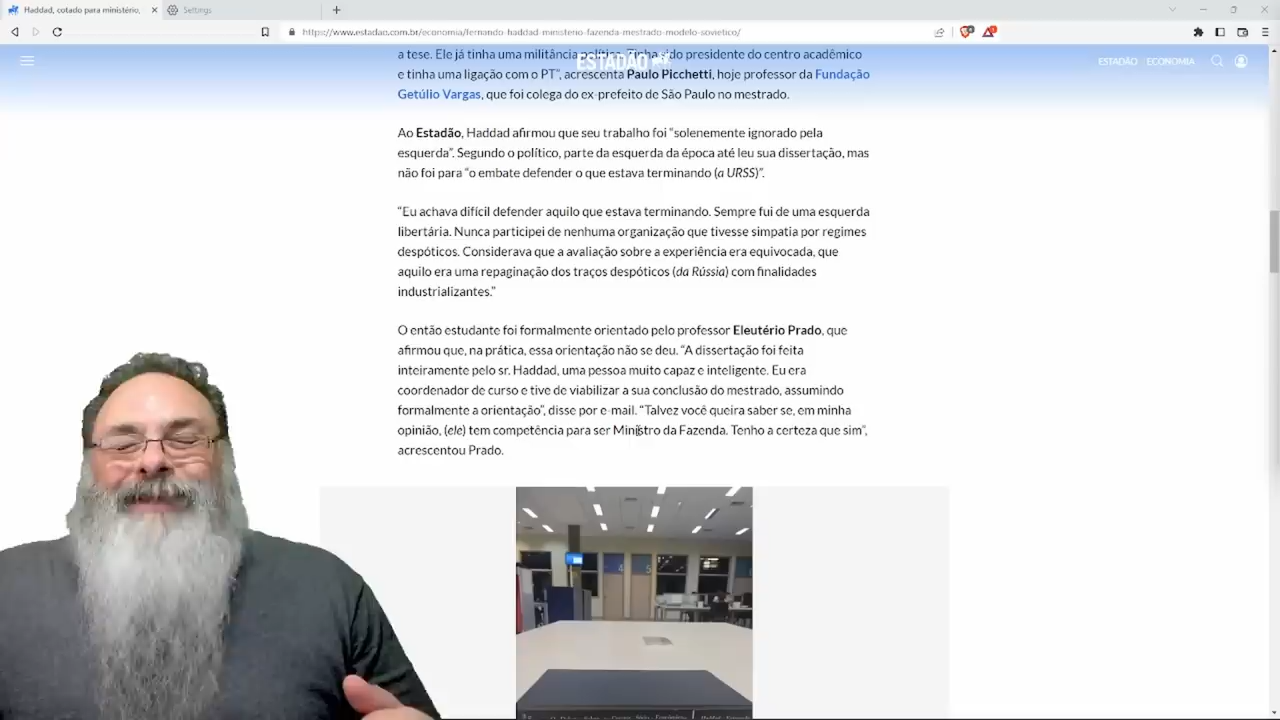 Haddad, cotado para ministério,
Settings
https://www.estadao.com.br/economia/fernando-haddad-ministerio-fazenda-mestrado-modelo-sovietico/
ESTADÃO
ESTADÃO ECONOMIA
a tese. Ele já tinha uma militância política. Tinha sido presidente do centro acadêmico
e tinha uma ligação com o PT”, acrescenta Paulo Picchetti, hoje professor da Fundação
Getúlio Vargas, que foi colega do ex-prefeito de São Paulo no mestrado.
Ao Estadão, Haddad afirmou que seu trabalho foi “solenemente ignorado pela
esquerda”. Segundo o político, parte da esquerda da época até leu sua dissertação, mas
não foi para “o embate defender o que estava terminando (a URSS)”.
“Eu achava difícil defender aquilo que estava terminando. Sempre fui de uma esquerda
libertária. Nunca participei de nenhuma organização que tivesse simpatia por regimes
despóticos. Considerava que a avaliação sobre a experiência era equivocada, que
aquilo era uma repaginação dos traços despóticos (da Rússia) com finalidades
industrializantes.”
O então estudante foi formalmente orientado pelo professor Eleutério Prado, que
afirmou que, na prática, essa orientação não se deu. “A dissertação foi feita
inteiramente pelo sr. Haddad, uma pessoa muito capaz e inteligente. Eu era
coordenador de curso e tive de viabilizar a sua conclusão do mestrado, assumindo
formalmente a orientação”, disse por e-mail. “Talvez você queira saber se, em minha
opinião, (ele) tem competência para ser Ministro da Fazenda. Tenho a certeza que sim”,
acrescentou Prado.
4
5